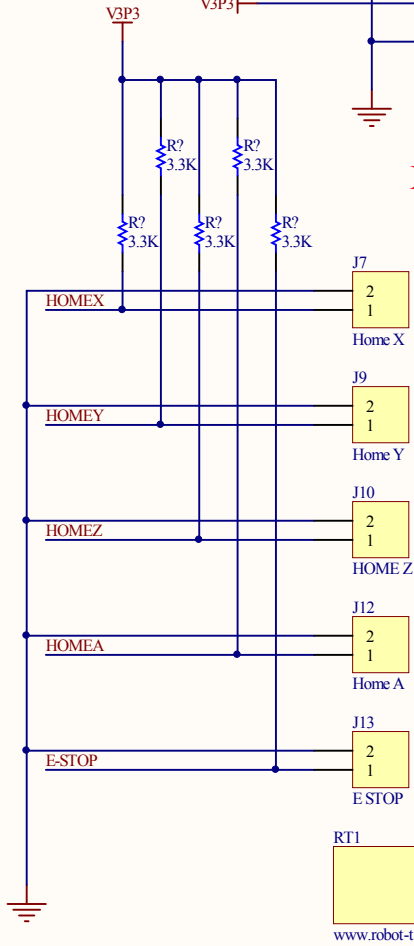 V3P3
V3P3
R?
3.3K
R?
3.3K
R?
3.3K
R?
3.3K
R?
3.3K
J7
2
HOMEX
1
Home X
J9
2
HOMEY
1
Home Y
J10
2
HOMEZ
1
HOME Z
J12
2
HOMEA
1
Home A
J13
2
E-STOP
1
E STOP
RT1
www.robot-t